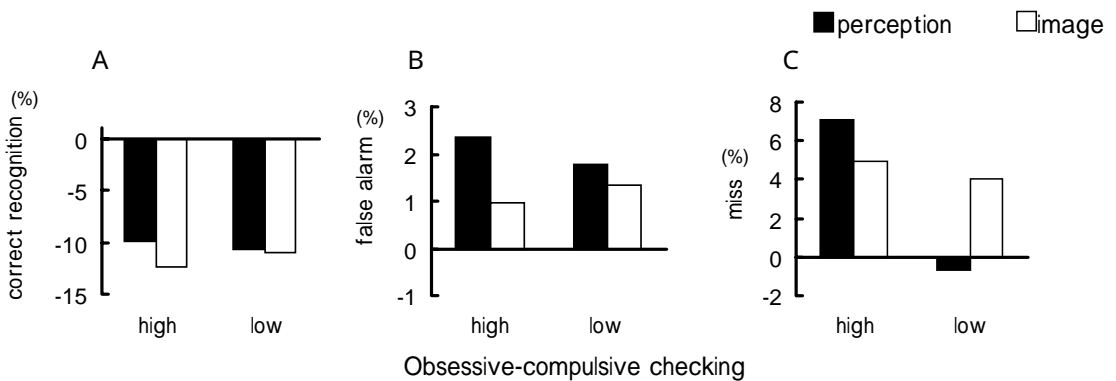 perception image
A
(%)
correct recognition
0
-5
-10
-15
high low
B
(%)
false alarm
3
2
1
0
-1
high low
C
(%)
miss
8
6
4
2
0
-2
high low
Obsessive-compulsive checking